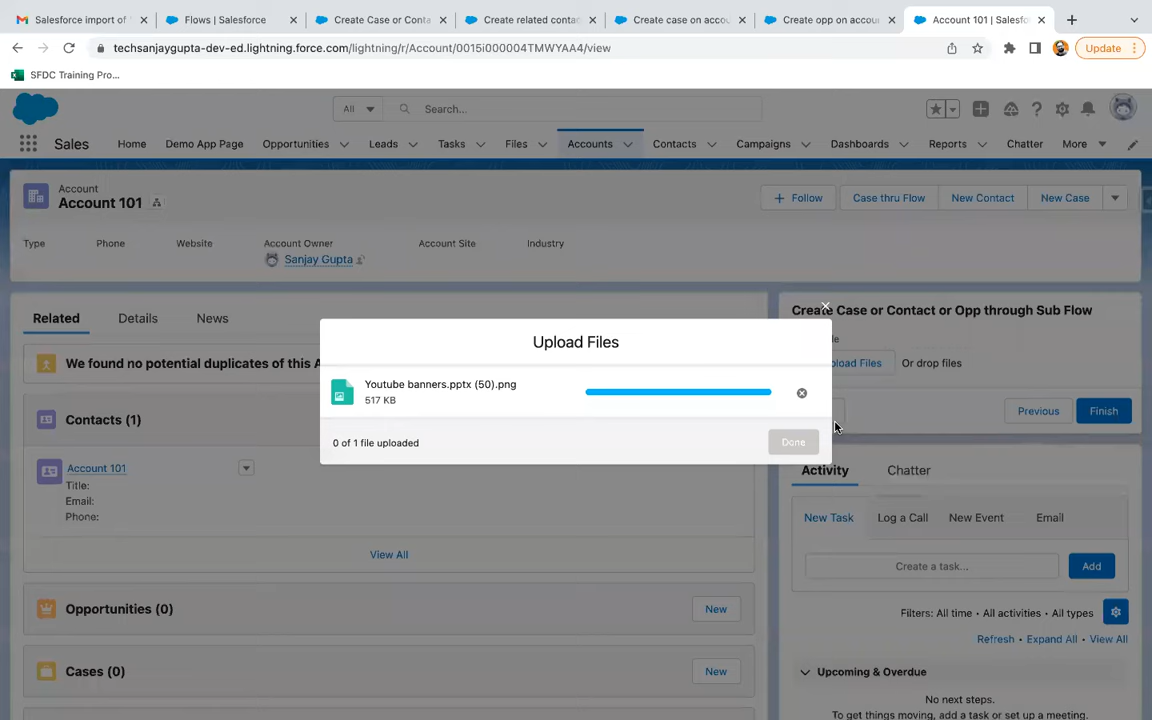 Salesforce import of
Flows | Salesforce
Create Case or Conta
Create related conta
Create case on accou
Create opp on accou
Account 101 | Salesfo
techsanjaygupta-dev-ed.lightning.force.com/lightning/r/Account/0015i000004TMWYAA4/view
Update
SFDC Training Pro...
All
Search...
Sales
Home
Demo App Page
Opportunities
Leads
Tasks
Files
Accounts
Contacts
Campaigns
Dashboards
Reports
Chatter
More
Account
Account 101
Follow
Case thru Flow
New Contact
New Case
Type
Phone
Website
Account Owner
Account Site
Industry
Sanjay Gupta
Related
Details
News
Create Case or Contact or Opp through Sub Flow
We found no potential duplicates of this A
Upload Files
Youtube banners.pptx (50).png
517 KB
0 of 1 file uploaded
Done
Or drop files
Previous
Finish
Contacts (1)
Account 101
Title:
Email:
Phone:
View All
Opportunities (0)
New
Cases (0)
New
Activity
Chatter
New Task
Log a Call
New Event
Email
Create a task...
Add
Filters: All time • All activities • All types
Refresh • Expand All • View All
Upcoming & Overdue
No next steps.
To get things moving, add a task or set up a meeting.